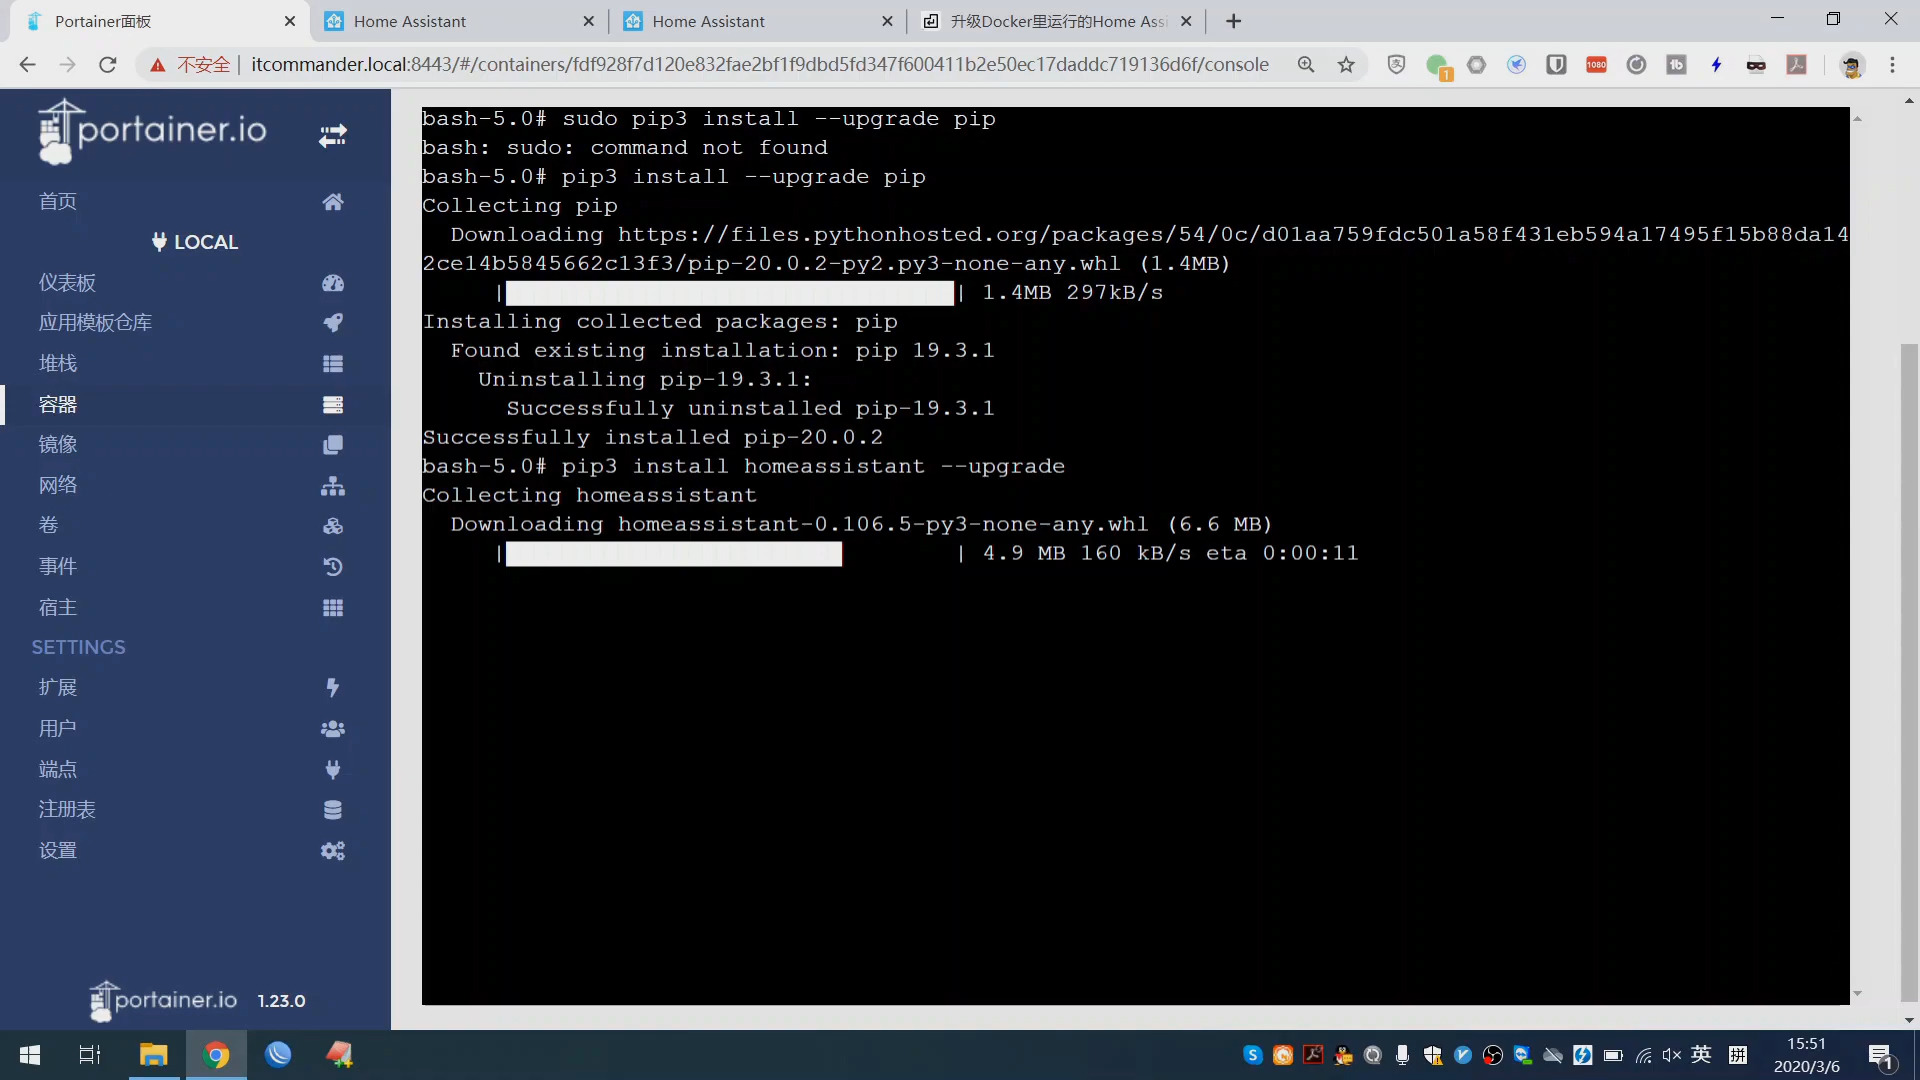 Portainer面板
Home Assistant
Home Assistant
升级Docker里运行的Home Assi
不安全
itcommander.local:8443/#/containers/fdf928f7d120e832fae2bf1f9dbd5fd347f600411b2e50ec17daddc719136d6f/console
1
1080
portainer.io
首页
LOCAL
仪表板
应用模板仓库
堆栈
容器
镜像
网络
卷
事件
宿主
SETTINGS
扩展
用户
端点
注册表
设置
portainer.io 1.23.0
bash-5.0# sudo pip3 install --upgrade pip
bash: sudo: command not found
bash-5.0# pip3 install --upgrade pip
Collecting pip
Downloading https://files.pythonhosted.org/packages/54/0c/d01aa759fdc501a58f431eb594a17495f15b88da14
2ce14b5845662c13f3/pip-20.0.2-py2.py3-none-any.whl (1.4MB)
| | 1.4MB 297kB/s
Installing collected packages: pip
Found existing installation: pip 19.3.1
Uninstalling pip-19.3.1:
Successfully uninstalled pip-19.3.1
Successfully installed pip-20.0.2
bash-5.0# pip3 install homeassistant --upgrade
Collecting homeassistant
Downloading homeassistant-0.106.5-py3-none-any.whl (6.6 MB)
| | 4.9 MB 160 kB/s eta 0:00:11
英
拼
15:51
2020/3/6
1